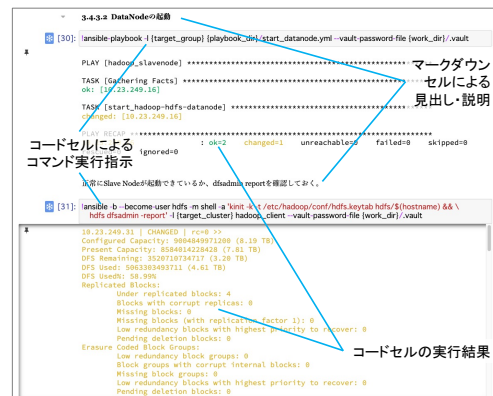 3.4.3.2 DataNodeの起動
[30]: !ansible-playbook -l {target_group} {playbook_dir}/start_datanode.yml --vault-password-file {work_dir}/.vault
PLAY [hadoop_slavenode] ****
TASK [Gathering Facts] ****
ok: [10.23.249.16]
TASK [start_hadoop-hdfs-datanode] ****
changed: [10.23.249.16]
PLAY RECAP ****
: ok=2 changed=1 unreachable=0 failed=0 skipped=0
ignored=0
マークダウン
セルによる
見出し・説明
コードセルによる
コマンド実行指示
正常にSlave Nodeが起動できているか、dfsadmin reportを確認しておく。
[31]: !ansible -b --become-user hdfs -m shell -a 'kinit -k -t /etc/hadoop/conf/hdfs.keytab hdfs/$(hostname) && \
hdfs dfsadmin -report' -l {target_cluster} hadoop_client --vault-password-file {work_dir}/.vault
10.23.249.31 | CHANGED | rc=0 >>
Configured Capacity: 9004049971200 (8.19 TB)
Present Capacity: 8584014228428 (7.81 TB)
DFS Remaining: 3520710734717 (3.20 TB)
DFS Used: 5063303493711 (4.61 TB)
DFS Used%: 58.99%
Replicated Blocks:
Under replicated blocks: 4
Blocks with corrupt replicas: 0
Missing blocks: 0
Missing blocks (with replication factor 1): 0
Low redundancy blocks with highest priority to recover: 0
Pending deletion blocks: 0
Erasure Coded Block Groups:
Low redundancy block groups: 0
Block groups with corrupt internal blocks: 0
Missing block groups: 0
Low redundancy blocks with highest priority to recover: 0
Pending deletion blocks: 0
コードセルの実行結果